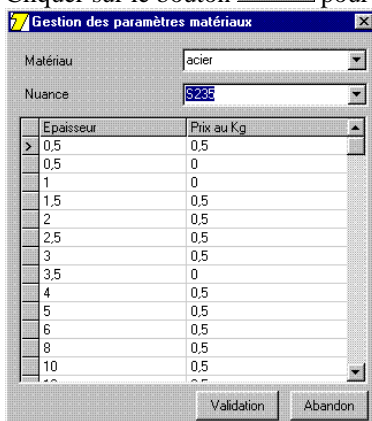 Cliquer sur le bouton pour
Gestion des paramètres matériaux
Matériau acier
Nuance S235
Epaisseur Prix au Kg
0,5 0,5
0,5 0
1 0
1,5 0,5
2 0,5
2,5 0,5
3 0,5
3,5 0
4 0,5
5 0,5
6 0,5
8 0,5
10 0,5
Validation Abandon